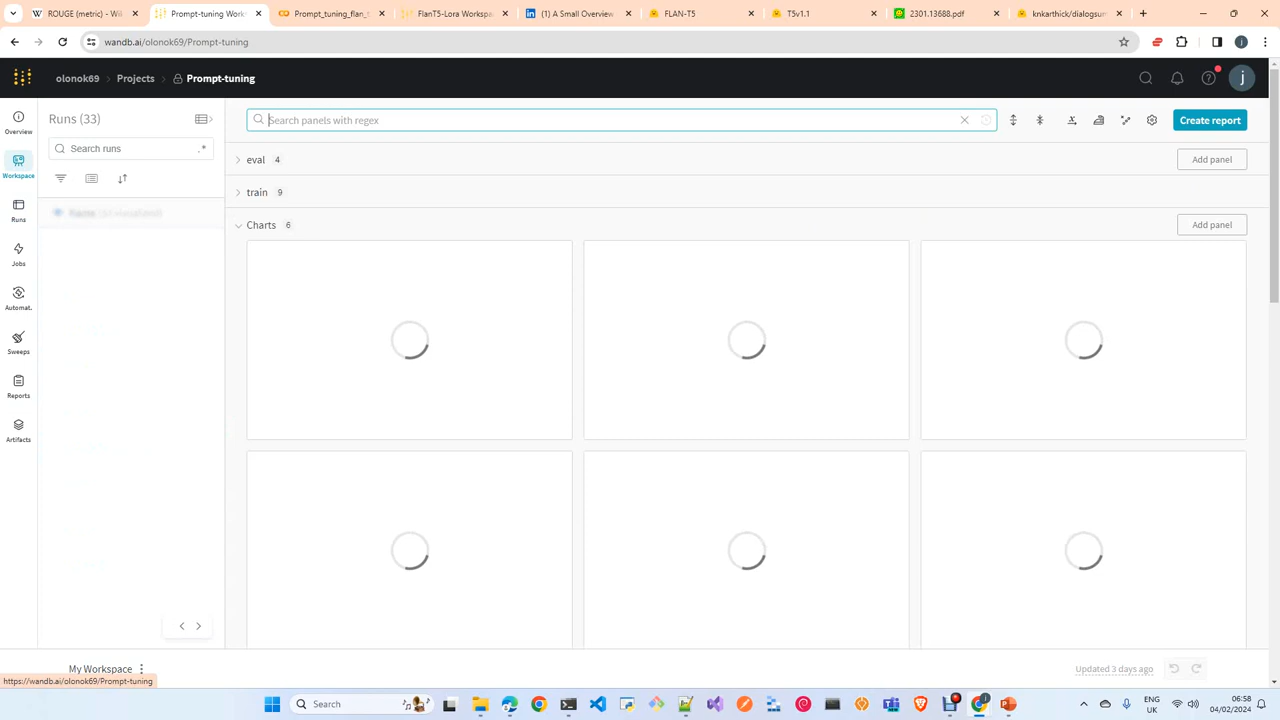 ROUGE (metric) - Wik
Prompt-tuning Works
Prompt_tuning_flan_
FlanT5-Lora Workspa
(1) A Small Overview
FLAN-T5
T5v1.1
2301.13688.pdf
knkarthick/dialogsum
wandb.ai/olonok69/Prompt-tuning
j
olonok69
Projects
Prompt-tuning
j
Runs (33)
Search panels with regex
Create report
Overview
Search runs
.*
eval 4
Add panel
Workspace
train 9
Runs
Charts 6
Add panel
Jobs
Automat.
Sweeps
Reports
Artifacts
My Workspace
Updated 3 days ago
https://wandb.ai/olonok69/Prompt-tuning
Search
ENG
UK
06:58
04/02/2024